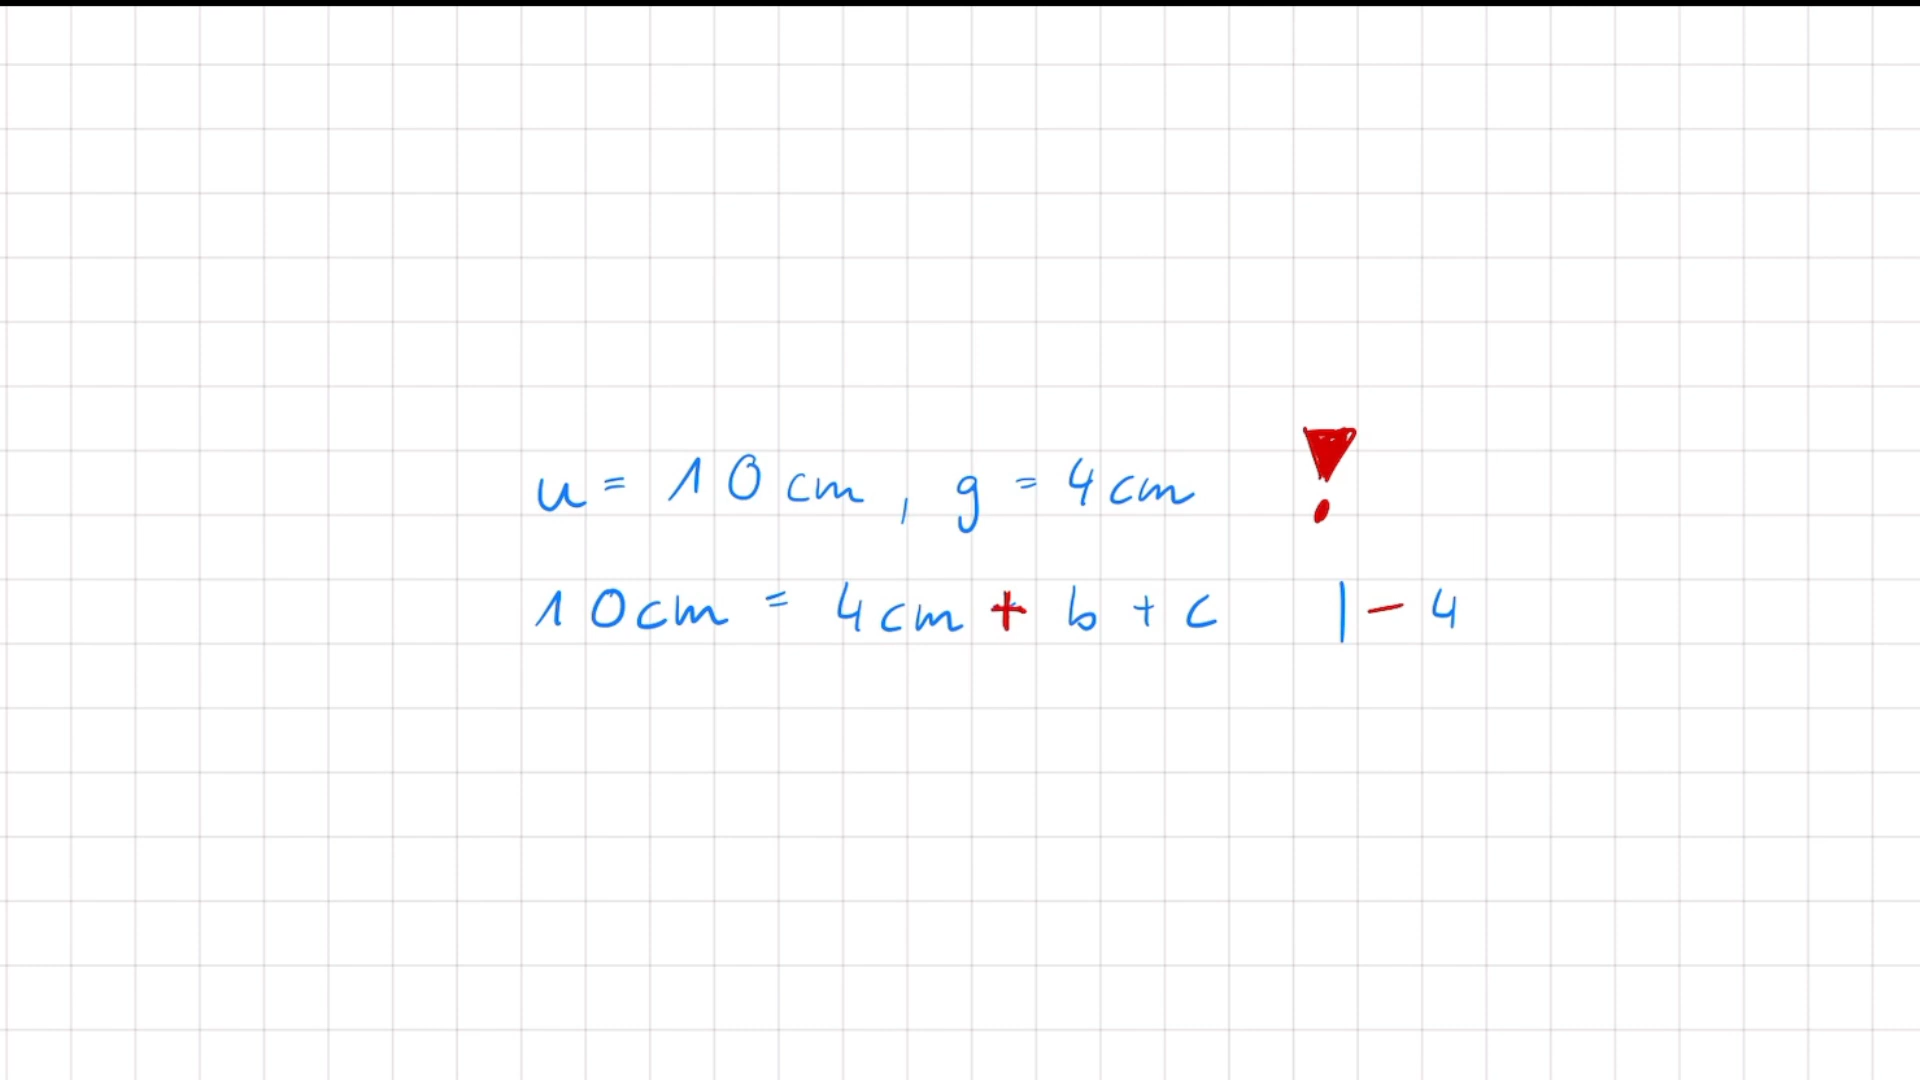 u = 10 cm, g = 4 cm !
10 cm = 4 cm + b + c | - 4